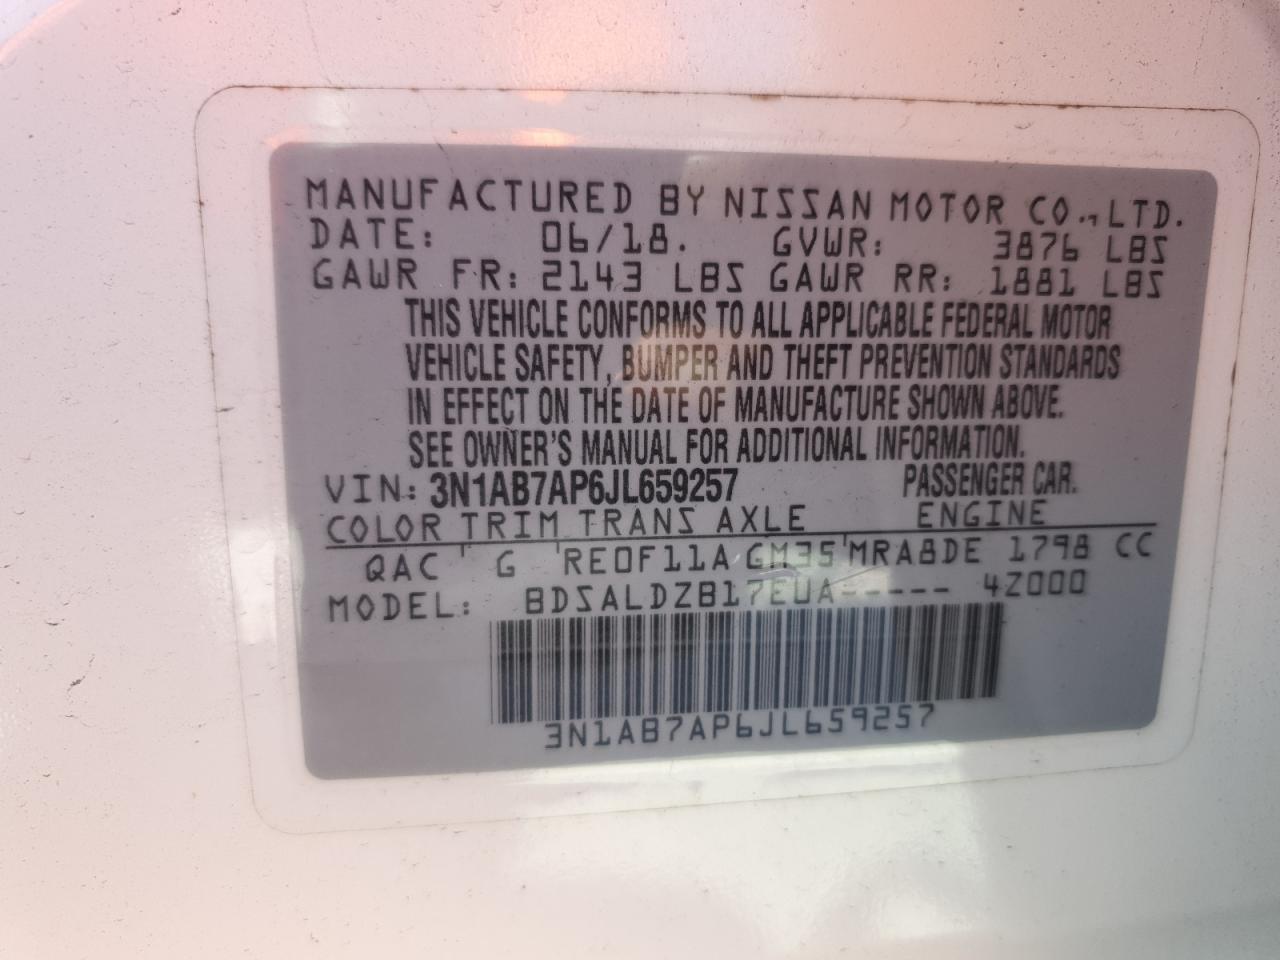 MANUFACTURED BY NISSAN MOTOR CO., LTD.
DATE: 06/18. GVWR: 3876 LBS
GAWR FR: 2143 LBS GAWR RR: 1881 LBS
THIS VEHICLE CONFORMS TO ALL APPLICABLE FEDERAL MOTOR
VEHICLE SAFETY, BUMPER AND THEFT PREVENTION STANDARDS
IN EFFECT ON THE DATE OF MANUFACTURE SHOWN ABOVE.
SEE OWNER'S MANUAL FOR ADDITIONAL INFORMATION.
VIN: 3N1AB7AP6JL659257 PASSENGER CAR.
COLOR TRIM TRANS AXLE ENGINE
QAC G RE0F11A GM35 MRA8DE 1798 CC
MODEL: BDSALDZB17EUA----- 4Z000
3N1AB7AP6JL659257